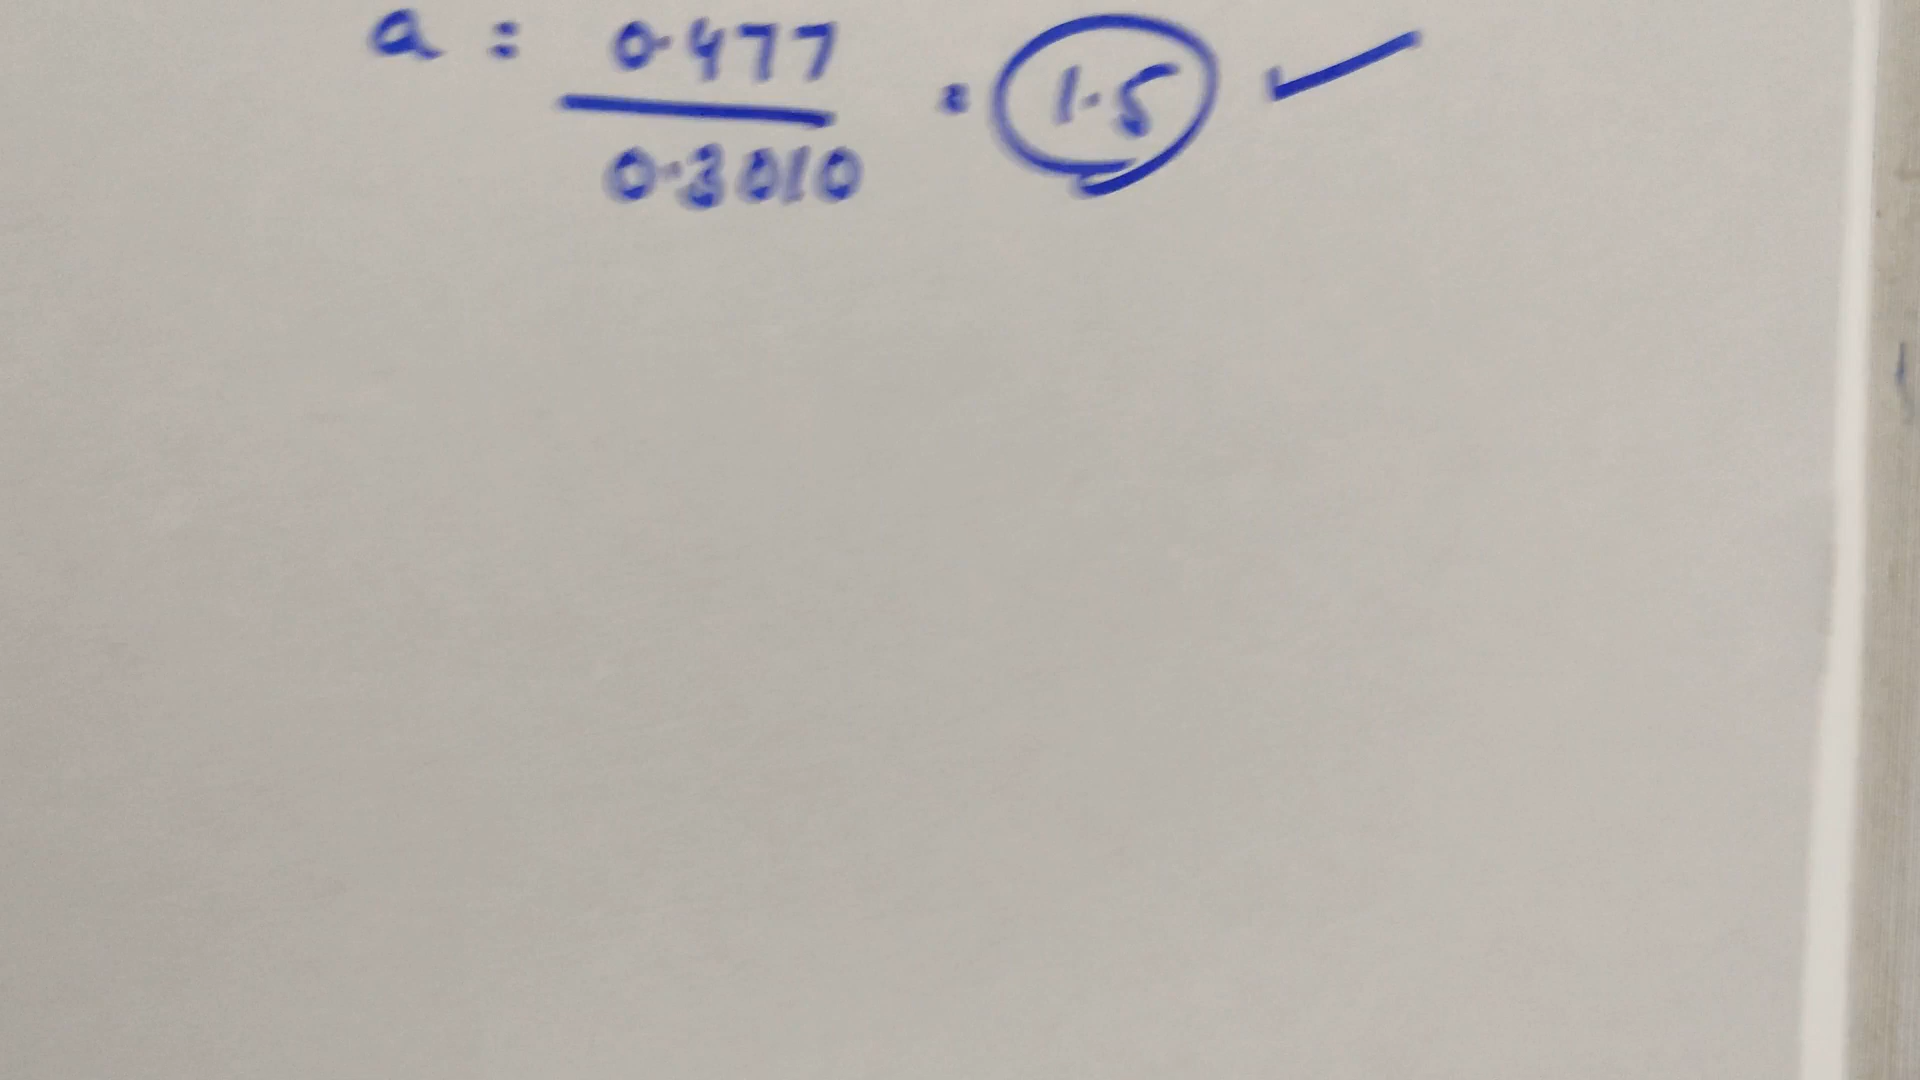 a = 0.477 / 0.3010 = 1.5 ✓